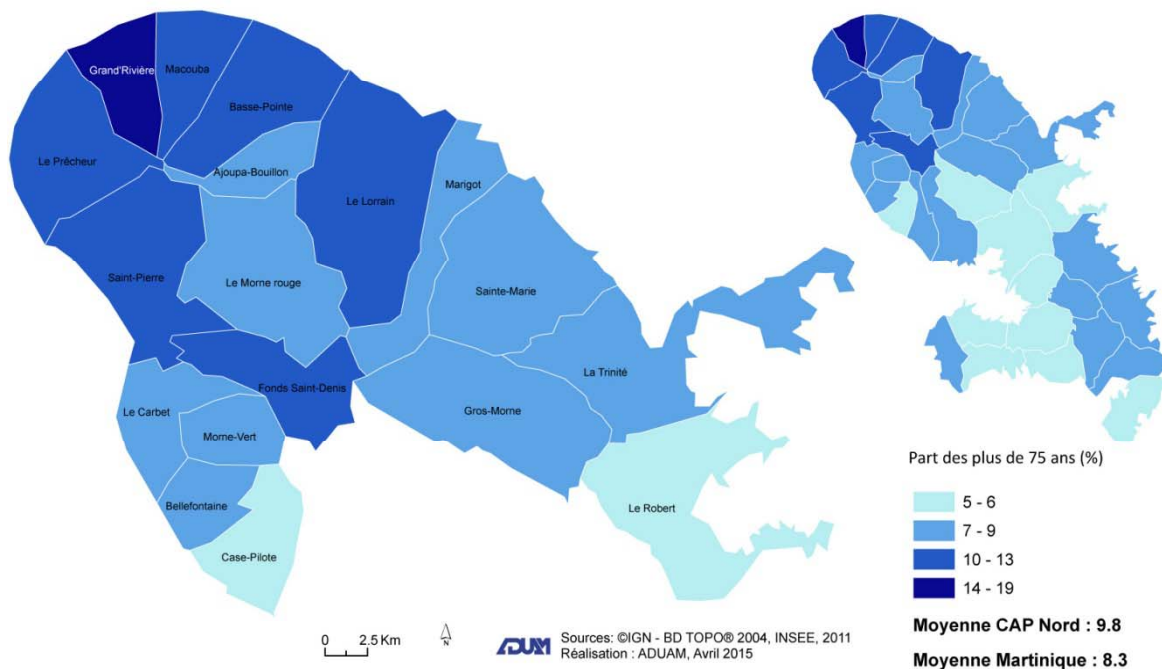 Grand'Rivière
Macouba
Basse-Pointe
Le Prêcheur
Ajoupa-Bouillon
Marigot
Le Lorrain
Saint-Pierre
Le Morne rouge
Sainte-Marie
La Trinité
Fonds Saint-Denis
Le Carbet
Gros-Morne
Morne-Vert
Bellefontaine
Le Robert
Case-Pilote
Part des plus de 75 ans (%)
5 - 6
7 - 9
10 - 13
14 - 19
Moyenne CAP Nord : 9.8
Moyenne Martinique : 8.3
0 2.5 Km
N
ADUAM
Sources: ©IGN - BD TOPO® 2004, INSEE, 2011
Réalisation : ADUAM, Avril 2015